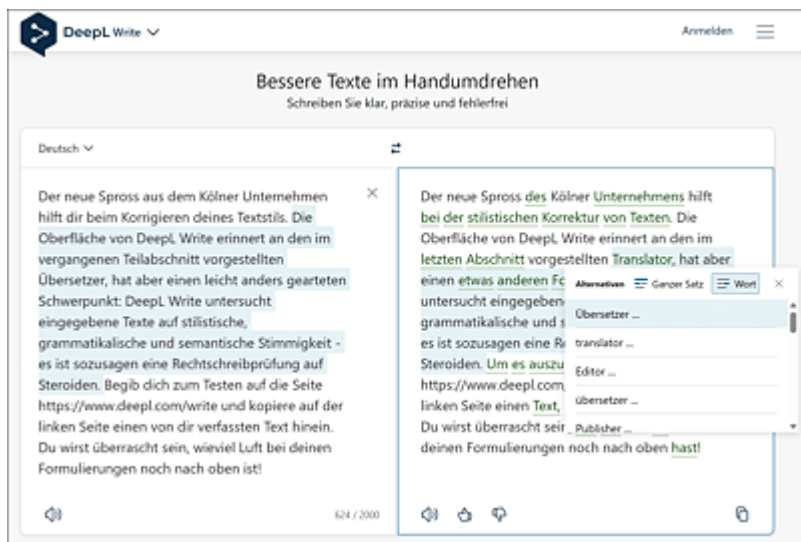 DeepL Write
Anmelden
Bessere Texte im Handumdrehen
Schreiben Sie klar, präzise und fehlerfrei
Deutsch
Der neue Spross aus dem Kölner Unternehmen
hilft dir beim Korrigieren deines Textstils. Die
Oberfläche von DeepL Write erinnert an den im
vergangenen Teilabschnitt vorgestellten
Übersetzer, hat aber einen leicht anders gearteten
Schwerpunkt: DeepL Write untersucht
eingegebene Texte auf stilistische,
grammatikalische und semantische Stimmigkeit -
es ist sozusagen eine Rechtschreibprüfung auf
Steroiden. Begib dich zum Testen auf die Seite
https://www.deepl.com/write und kopiere auf der
linken Seite einen von dir verfassten Text hinein.
Du wirst überrascht sein, wieviel Luft bei deinen
Formulierungen noch nach oben ist!
624 / 2000
Der neue Spross des Kölner Unternehmens hilft
bei der stilistischen Korrektur von Texten. Die
Oberfläche von DeepL Write erinnert an den im
letzten Abschnitt vorgestellten Translator, hat aber
einen etwas anderen
untersucht
grammatikalische und
es ist sozusagen eine
Steroiden. Um es
https://www.deepl.com
linken Seite einen Text,
Du wirst überrascht
deinen Formulierungen noch nach oben hast!
Alternativen Ganzer Satz Wort
Übersetzer ...
translator ...
Editor ...
übersetzer ...
Publisher ...